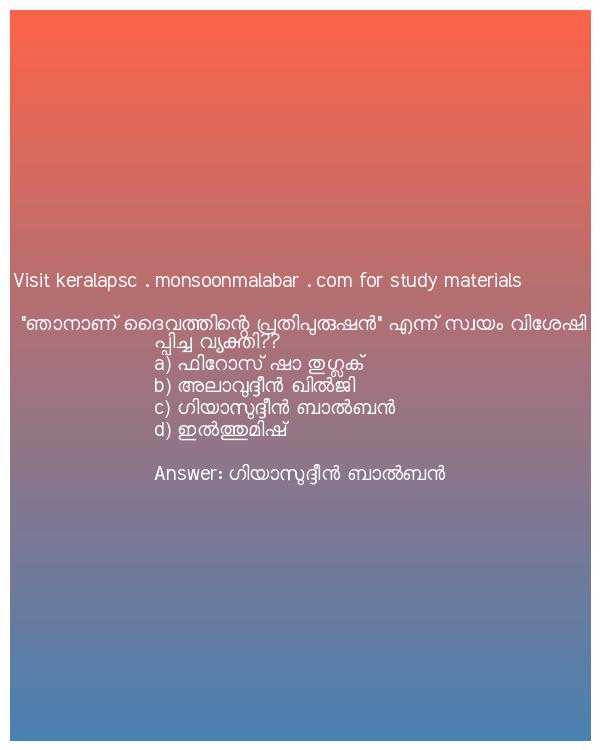 Visit keralapsc . monsoonmalabar . com for study materials
"ഞാനാണ് ദൈവത്തിന്റെ പ്രതിപുരുഷൻ" എന്ന് സ്വയം വിശേഷി
പ്പിച്ച വ്യക്തി??
a) ഫിറോസ് ഷാ തുഗ്ലക്
b) അലാവുദ്ദീൻ ഖിൽജി
c) ഗിയാസുദ്ദീൻ ബാൽബൻ
d) ഇൽത്തുമിഷ്
Answer: ഗിയാസുദ്ദീൻ ബാൽബൻ